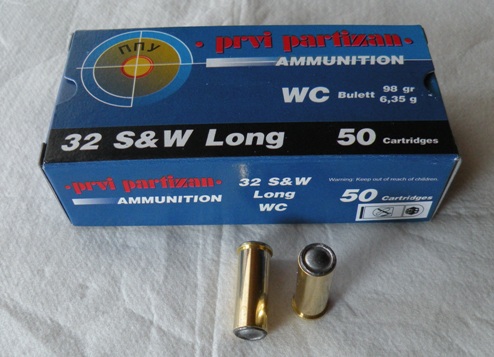 ППУ
• prvi partizan •
AMMUNITION
WC Bulett 98 gr
6,35 g
32 S&W Long 50 Cartridges
• prvi partizan •
AMMUNITION
32 S&W
Long
WC
Warning: Keep out of reach of children.
50 Cartridges